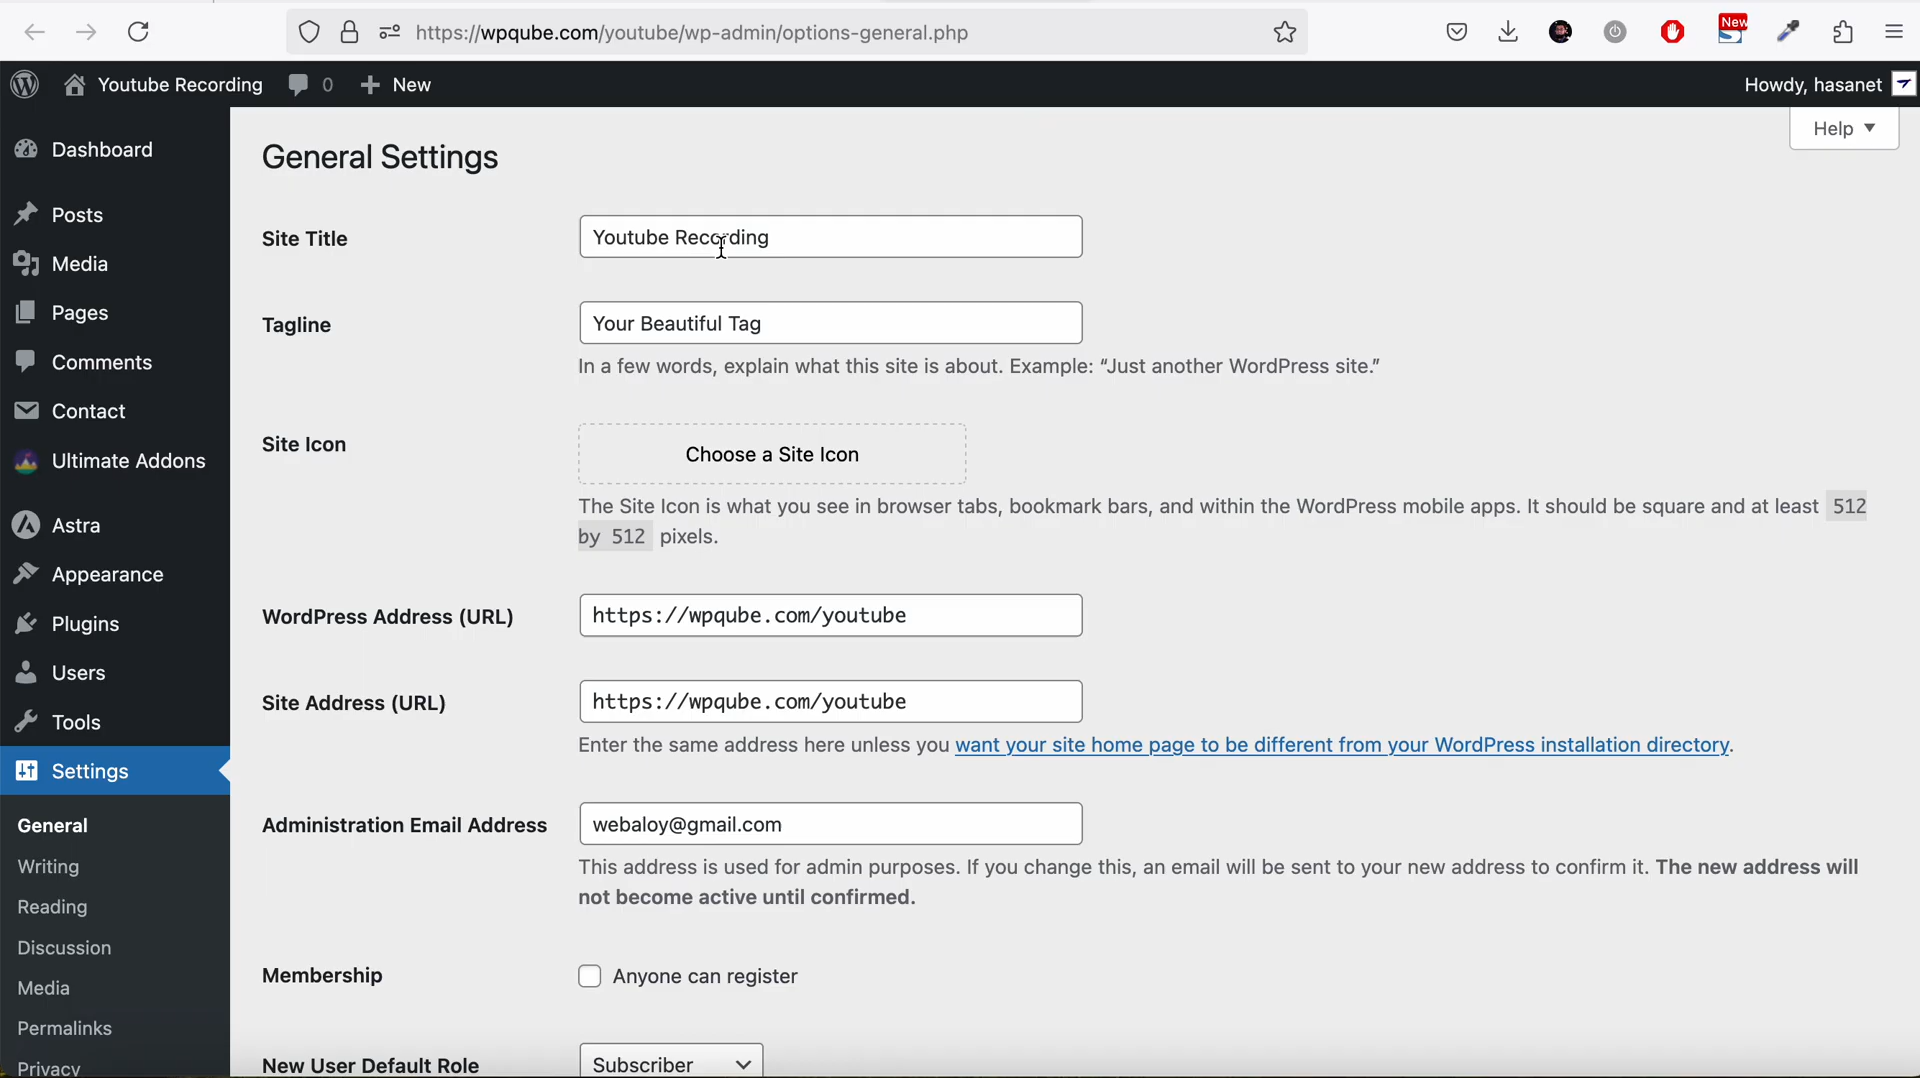 https://wpqube.com/youtube/wp-admin/options-general.php
New
Youtube Recording
0
New
Howdy, hasanet
Help
Dashboard
Posts
Media
Pages
Comments
Contact
Ultimate Addons
Astra
Appearance
Plugins
Users
Tools
Settings
General
Writing
Reading
Discussion
Media
Permalinks
Privacy
General Settings
Site Title
Youtube Recording
Tagline
Your Beautiful Tag
In a few words, explain what this site is about. Example: “Just another WordPress site.”
Site Icon
Choose a Site Icon
The Site Icon is what you see in browser tabs, bookmark bars, and within the WordPress mobile apps. It should be square and at least 512
by 512 pixels.
WordPress Address (URL)
https://wpqube.com/youtube
Site Address (URL)
https://wpqube.com/youtube
Enter the same address here unless you want your site home page to be different from your WordPress installation directory.
Administration Email Address
webaloy@gmail.com
This address is used for admin purposes. If you change this, an email will be sent to your new address to confirm it. The new address will
not become active until confirmed.
Membership
Anyone can register
New User Default Role
Subscriber